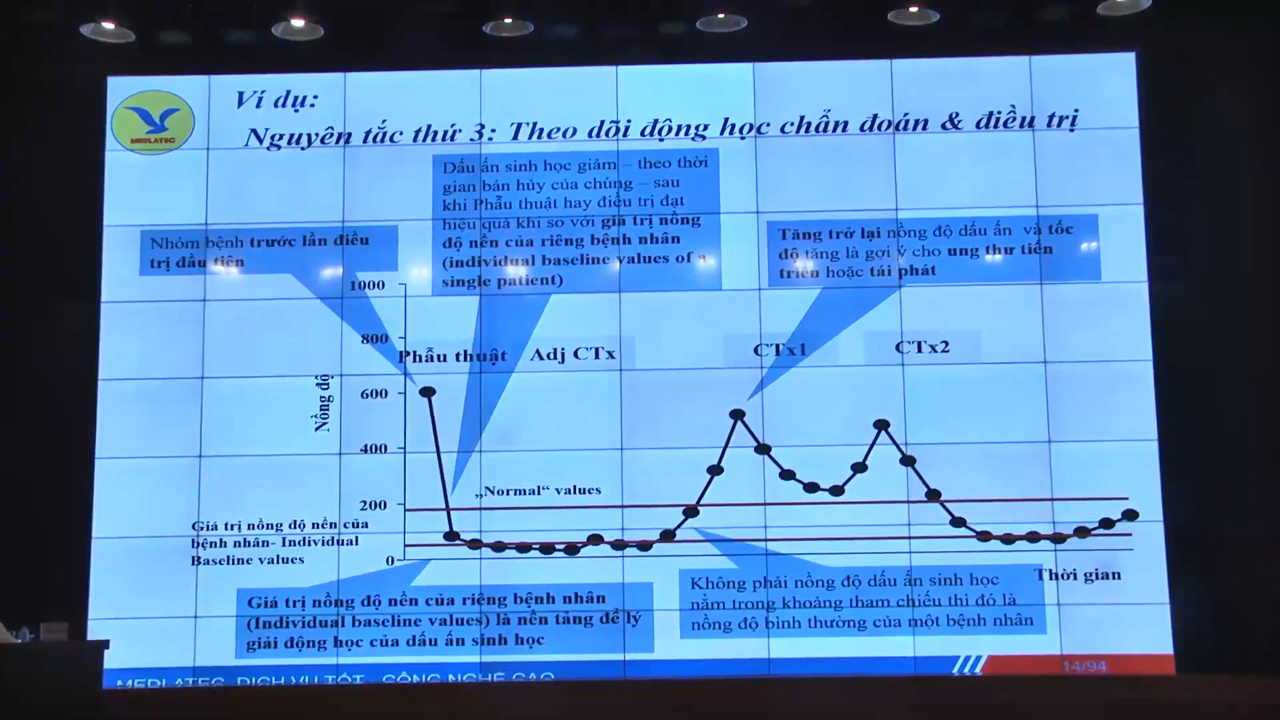 MEDLATEC
Ví dụ:
Nguyên tắc thứ 3: Theo dõi động học chẩn đoán & điều trị
Nhóm bệnh trước lần điều
trị đầu tiên
Dấu ấn sinh học giảm – theo thời
gian bán hủy của chúng – sau
khi Phẫu thuật hay điều trị đạt
hiệu quả khi so với giá trị nồng
độ nền của riêng bệnh nhân
(individual baseline values of a
single patient)
Tăng trở lại nồng độ dấu ấn và tốc
độ tăng là gợi ý cho ung thư tiến
triển hoặc tái phát
1000
800
600
400
200
0
Nồng độ
Phẫu thuật
Adj CTx
CTx1
CTx2
„Normal“ values
Giá trị nồng độ nền của
bệnh nhân- Individual
Baseline values
Thời gian
Giá trị nồng độ nền của riêng bệnh nhân
(Individual baseline values) là nền tảng để lý
giải động học của dấu ấn sinh học
Không phải nồng độ dấu ấn sinh học
nằm trong khoảng tham chiếu thì đó là
nồng độ bình thường của một bệnh nhân
14/94
MEDLATEC, DỊCH VỤ TỐT - CÔNG NGHỆ CAO